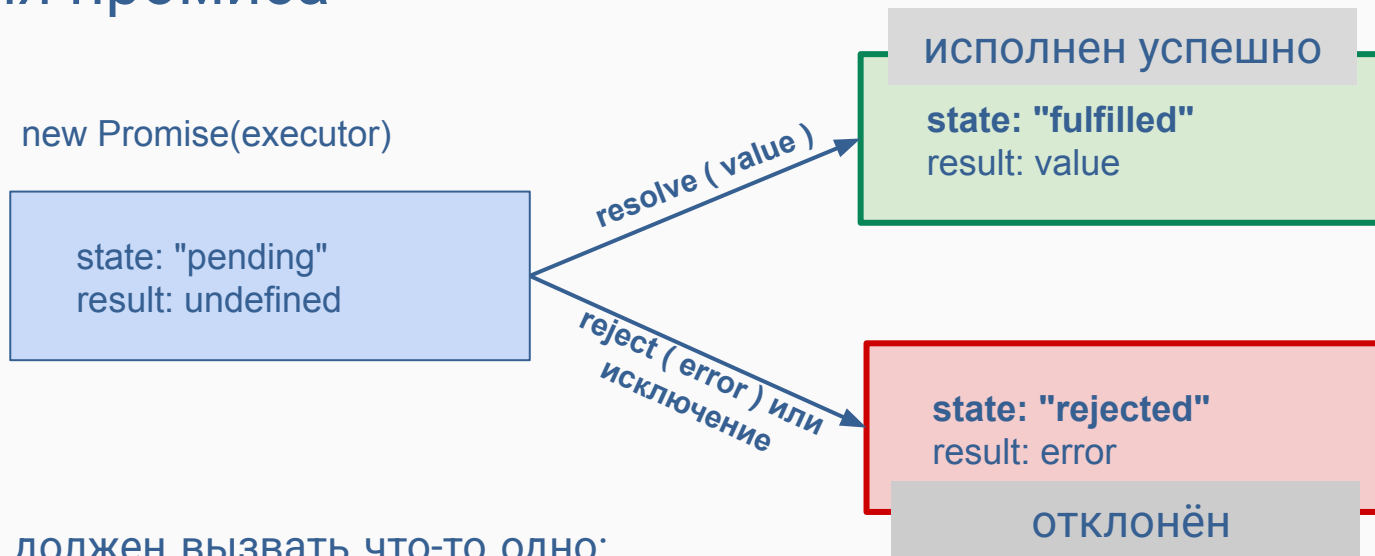 промиса
new Promise(executor)
state: "pending"
result: undefined
resolve ( value )
reject ( error ) или
исключение
исполнен успешно
state: "fulfilled"
result: value
state: "rejected"
result: error
отклонён
должен вызвать что-то одно: